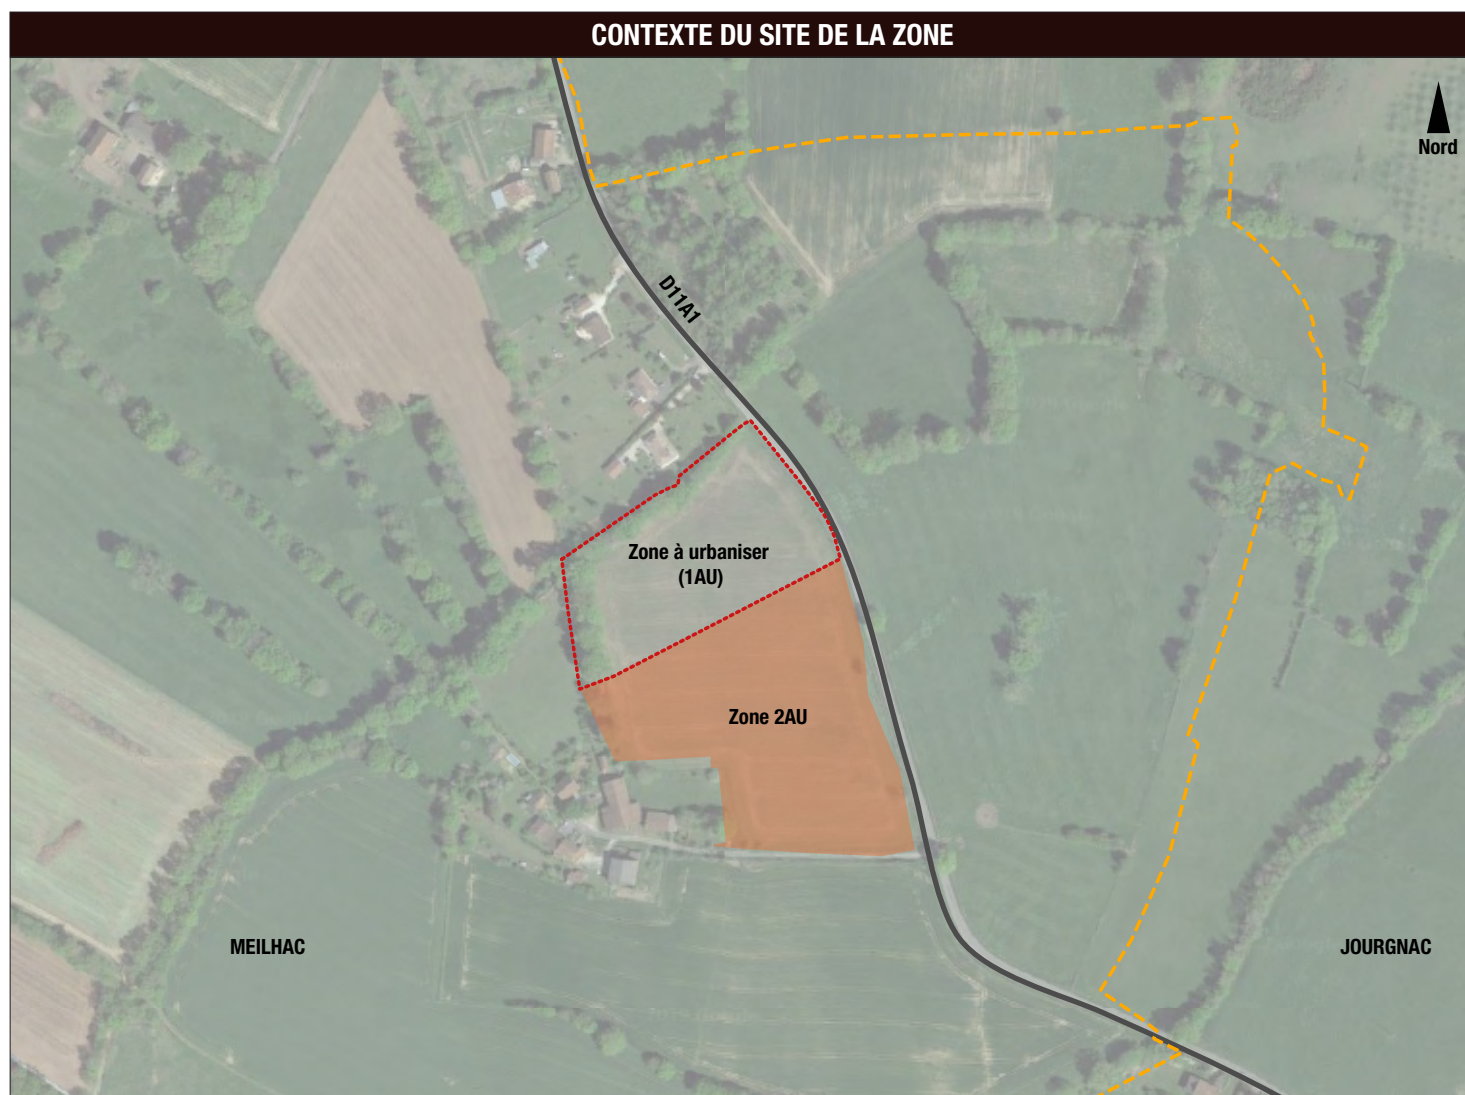 CONTEXTE DU SITE DE LA ZONE
Nord
D11A1
Zone à urbaniser
(1AU)
Zone 2AU
MEILHAC
JOURGNAC